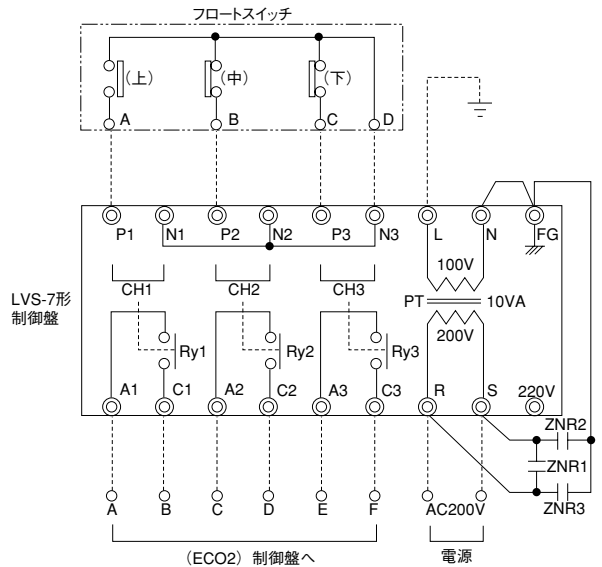 フロートスイッチ
(上) (中) (下)
A B C D
P1 N1 P2 N2 P3 N3 L N FG
100V
CH1 CH2 CH3 PT 10VA
LVS-7形
制御盤
200V
Ry1 Ry2 Ry3
A1 C1 A2 C2 A3 C3 R S 220V
ZNR2
ZNR1
ZNR3
A B C D E F AC200V
(ECO2) 制御盤へ 電源